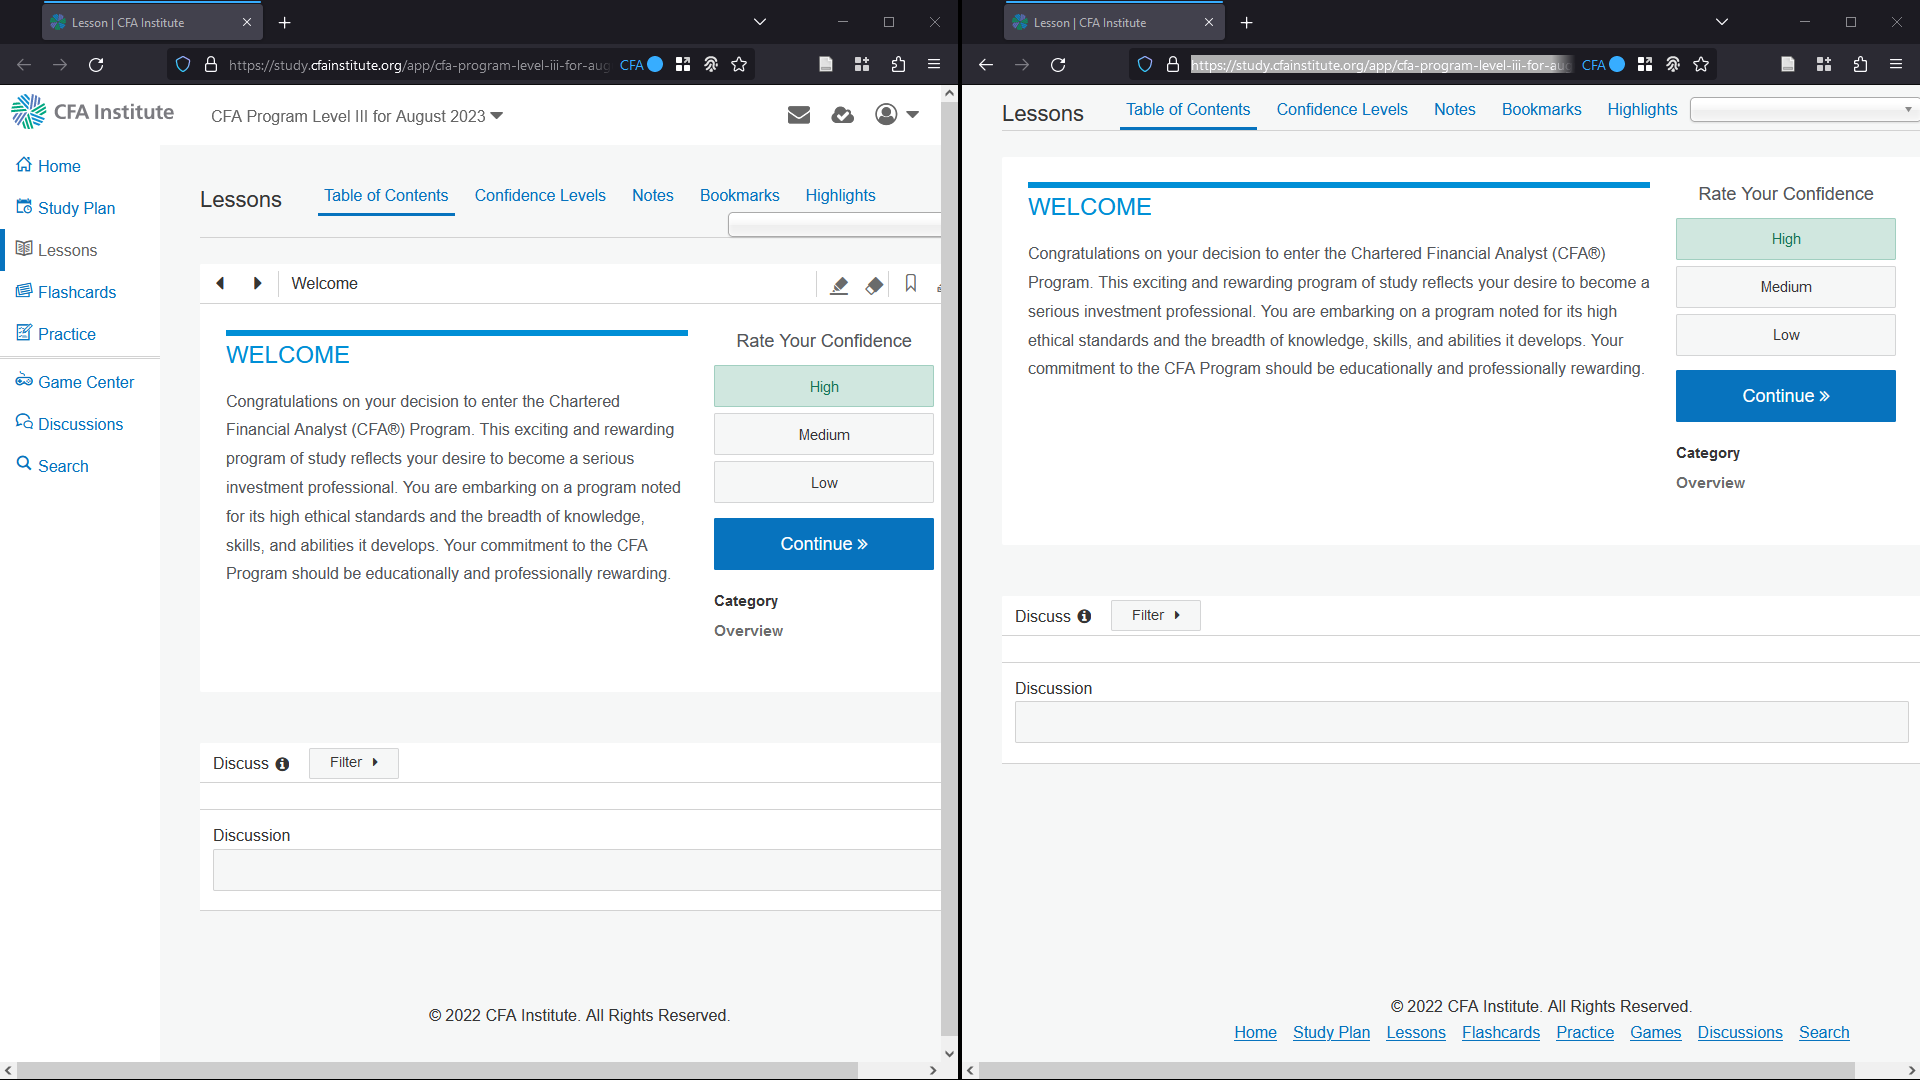 Lesson | CFA Institute
https://study.cfainstitute.org/app/cfa-program-level-iii-for-aug
CFA
CFA Institute
CFA Program Level III for August 2023
Home
Study Plan
Lessons
Flashcards
Practice
Game Center
Discussions
Search
Lessons
Table of Contents
Confidence Levels
Notes
Bookmarks
Highlights
Welcome
WELCOME
Congratulations on your decision to enter the Chartered
Financial Analyst (CFA®) Program. This exciting and rewarding
program of study reflects your desire to become a serious
investment professional. You are embarking on a program noted
for its high ethical standards and the breadth of knowledge,
skills, and abilities it develops. Your commitment to the CFA
Program should be educationally and professionally rewarding.
Rate Your Confidence
High
Medium
Low
Continue »
Category
Overview
Discuss
Filter
Discussion
© 2022 CFA Institute. All Rights Reserved.
Lesson | CFA Institute
https://study.cfainstitute.org/app/cfa-program-level-iii-for-aug
CFA
Lessons
Table of Contents
Confidence Levels
Notes
Bookmarks
Highlights
WELCOME
Congratulations on your decision to enter the Chartered Financial Analyst (CFA®)
Program. This exciting and rewarding program of study reflects your desire to become a
serious investment professional. You are embarking on a program noted for its high
ethical standards and the breadth of knowledge, skills, and abilities it develops. Your
commitment to the CFA Program should be educationally and professionally rewarding.
Rate Your Confidence
High
Medium
Low
Continue »
Category
Overview
Discuss
Filter
Discussion
© 2022 CFA Institute. All Rights Reserved.
Home Study Plan Lessons Flashcards Practice Games Discussions Search